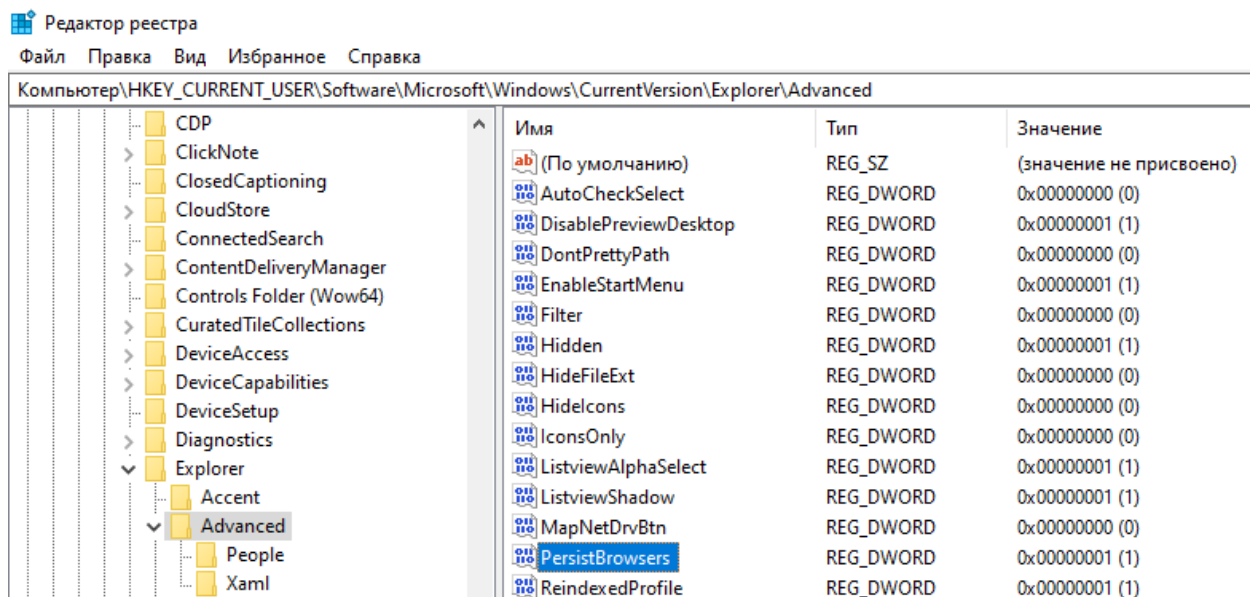 Редактор реестра
Файл Правка Вид Избранное Справка
Компьютер\HKEY_CURRENT_USER\Software\Microsoft\Windows\CurrentVersion\Explorer\Advanced
CDP
ClickNote
ClosedCaptioning
CloudStore
ConnectedSearch
ContentDeliveryManager
Controls Folder (Wow64)
CuratedTileCollections
DeviceAccess
DeviceCapabilities
DeviceSetup
Diagnostics
Explorer
Accent
Advanced
People
Xaml
Имя Тип Значение
(По умолчанию) REG_SZ (значение не присвоено)
AutoCheckSelect REG_DWORD 0x00000000 (0)
DisablePreviewDesktop REG_DWORD 0x00000001 (1)
DontPrettyPath REG_DWORD 0x00000000 (0)
EnableStartMenu REG_DWORD 0x00000001 (1)
Filter REG_DWORD 0x00000000 (0)
Hidden REG_DWORD 0x00000001 (1)
HideFileExt REG_DWORD 0x00000000 (0)
HideIcons REG_DWORD 0x00000000 (0)
IconsOnly REG_DWORD 0x00000000 (0)
ListviewAlphaSelect REG_DWORD 0x00000001 (1)
ListviewShadow REG_DWORD 0x00000001 (1)
MapNetDrvBtn REG_DWORD 0x00000000 (0)
PersistBrowsers REG_DWORD 0x00000001 (1)
ReindexedProfile REG_DWORD 0x00000001 (1)